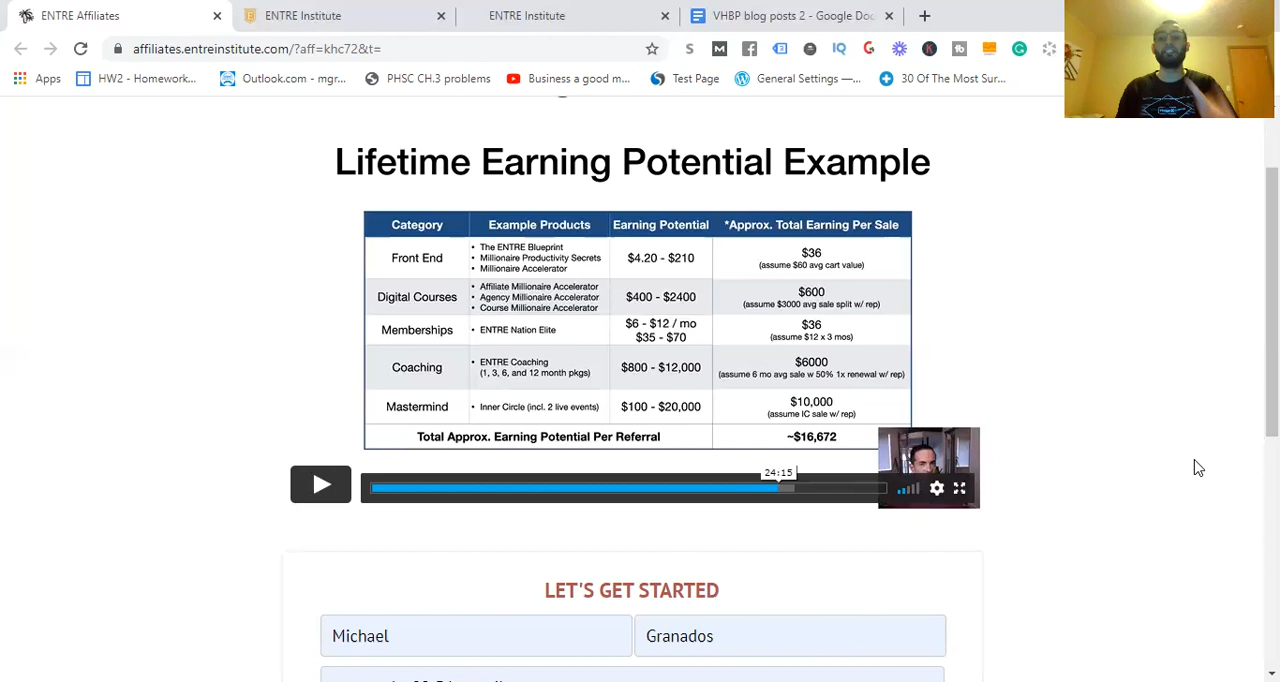 ENTRE Affiliates
ENTRE Institute
ENTRE Institute
VHBP blog posts 2 - Google Doc
affiliates.entreinstitute.com/?aff=khc72&t=
Apps
HW2 - Homework...
Outlook.com - mgr...
PHSC CH.3 problems
Business a good m...
Test Page
General Settings —...
30 Of The Most Sur...
Lifetime Earning Potential Example
Category Example Products Earning Potential *Approx. Total Earning Per Sale
Front End
• The ENTRE Blueprint
• Millionaire Productivity Secrets
• Millionaire Accelerator
$4.20 - $210
$36
(assume $60 avg cart value)
Digital Courses
• Affiliate Millionaire Accelerator
• Agency Millionaire Accelerator
• Course Millionaire Accelerator
$400 - $2400
$600
(assume $3000 avg sale split w/ rep)
Memberships
• ENTRE Nation Elite
$6 - $12 / mo
$35 - $70
$36
(assume $12 x 3 mos)
Coaching
• ENTRE Coaching
(1, 3, 6, and 12 month pkgs)
$800 - $12,000
$6000
(assume 6 mo avg sale w 50% 1x renewal w/ rep)
Mastermind
• Inner Circle (incl. 2 live events)
$100 - $20,000
$10,000
(assume IC sale w/ rep)
Total Approx. Earning Potential Per Referral ~$16,672
24:15
LET'S GET STARTED
Michael
Granados